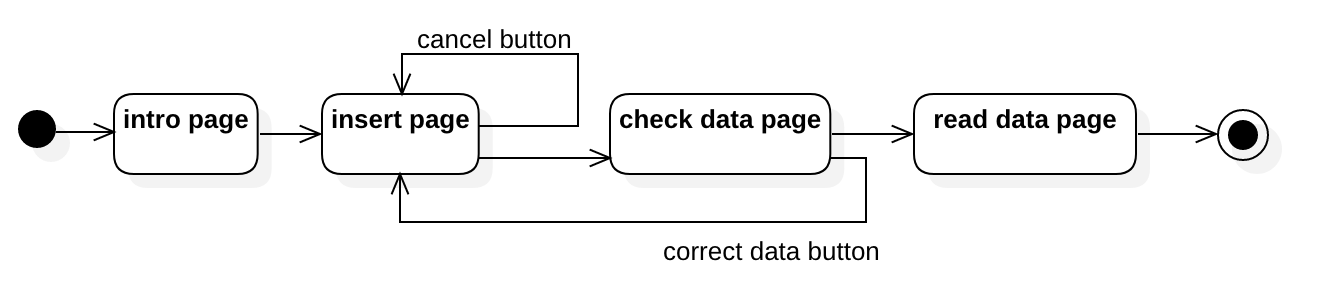 cancel button
intro page
insert page
check data page
read data page
correct data button